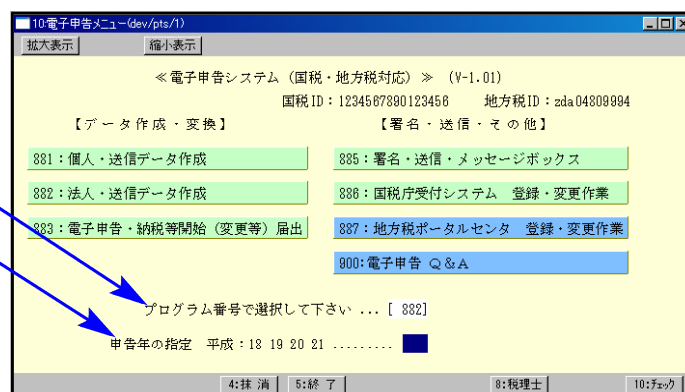 10:電子申告メニュー(dev/pts/1)
拡大表示 縮小表示
≪電子申告システム（国税・地方税対応）≫ (V-1.01)
国税ID：1234567890123456 地方税ID：zda04809994
【データ作成・変換】 【署名・送信・その他】
881：個人・送信データ作成 885：署名・送信・メッセージボックス
882：法人・送信データ作成 886：国税庁受付システム 登録・変更作業
883：電子申告・納税等開始（変更等）届出 887：地方税ポータルセンタ 登録・変更作業
900:電子申告 Q＆A
プログラム番号で選択して下さい ... [ 882]
申告年の指定 平成：18 19 20 21 .........
4:抹 消 5:終 了 8:税理士 10:ﾁｪｯｸ